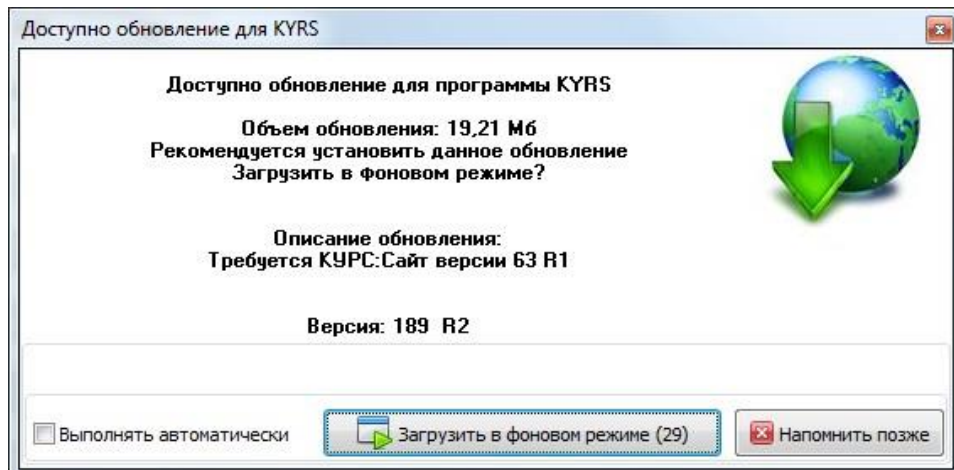 Доступно обновление для KYRS
Доступно обновление для программы KYRS
Объем обновления: 19,21 Мб
Рекомендуется установить данное обновление
Загрузить в фоновом режиме?
Описание обновления:
Требуется КУРС:Сайт версии 63 R1
Версия: 189 R2
Выполнять автоматически
Загрузить в фоновом режиме (29)
Напомнить позже